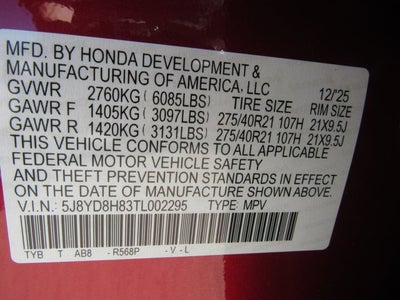 MFD. BY HONDA DEVELOPMENT &
MANUFACTURING OF AMERICA, LLC 12/'25
GVWR 2760KG (6085LBS) TIRE SIZE RIM SIZE
GAWR F 1405KG (3097LBS) 275/40R21 107H 21X9.5J
GAWR R 1420KG (3131LBS) 275/40R21 107H 21X9.5J
THIS VEHICLE CONFORMS TO ALL APPLICABLE
FEDERAL MOTOR VEHICLE SAFETY, BUMPER,
AND THEFT PREVENTION STANDARDS IN EFFECT
ON THE DATE OF MANUFACTURE SHOWN ABOVE.
V.I.N.: 5J8YD8H83TL002295 TYPE: MPV
TYB T AB8 - R568P - V - L